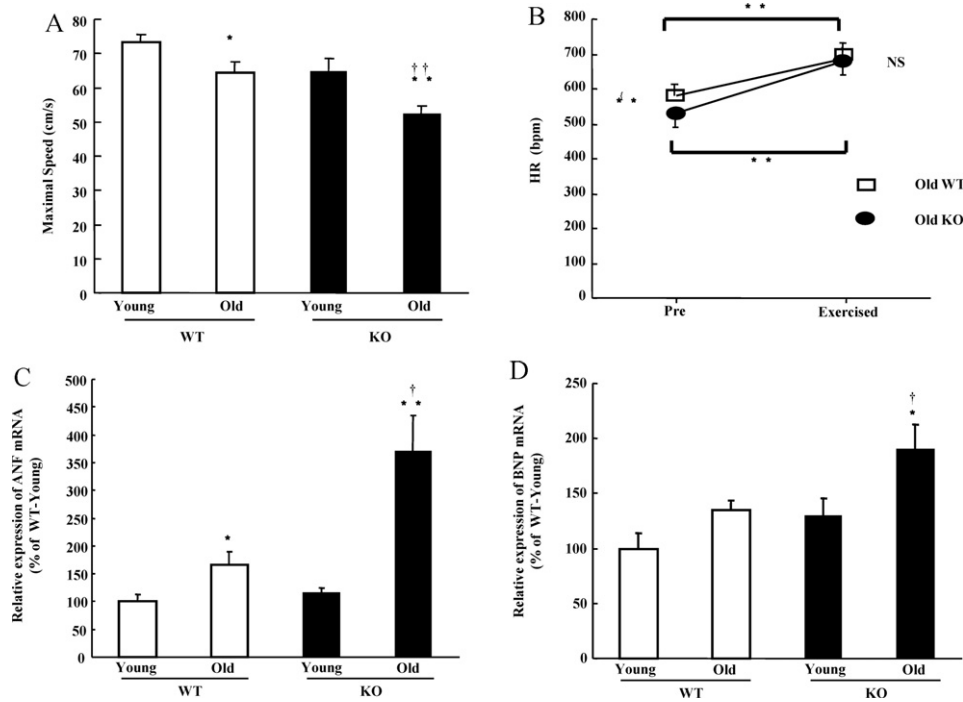 A
Maximal Speed (cm/s)
80
70
60
50
40
30
20
10
0
*
††
* *
Young
Old
Young
Old
WT
KO
B
HR (bpm)
800
700
600
500
400
300
200
100
0
* *
NS
* *
* *
Old WT
Old KO
Pre
Exercised
C
Relative expression of ANF mRNA
(% of WT-Young)
500
450
400
350
300
250
200
150
100
50
0
*
†
* *
Young
Old
Young
Old
WT
KO
D
Relative expression of BNP mRNA
(% of WT-Young)
250
200
150
100
50
0
†
*
Young
Old
Young
Old
WT
KO